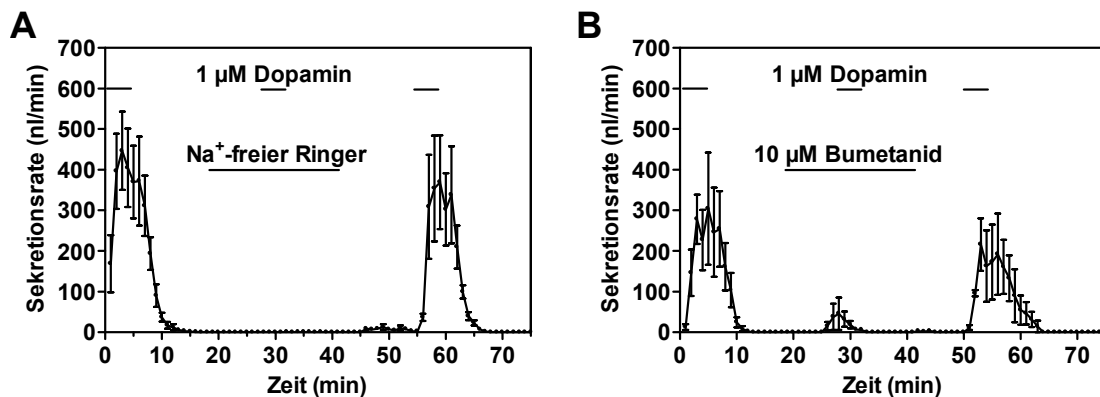 A
700
600
500
400
300
200
100
0
Sekretionsrate (nl/min)
1 µM Dopamin
Na⁺-freier Ringer
0 10 20 30 40 50 60 70
Zeit (min)
B
700
600
500
400
300
200
100
0
Sekretionsrate (nl/min)
1 µM Dopamin
10 µM Bumetanid
0 10 20 30 40 50 60 70
Zeit (min)